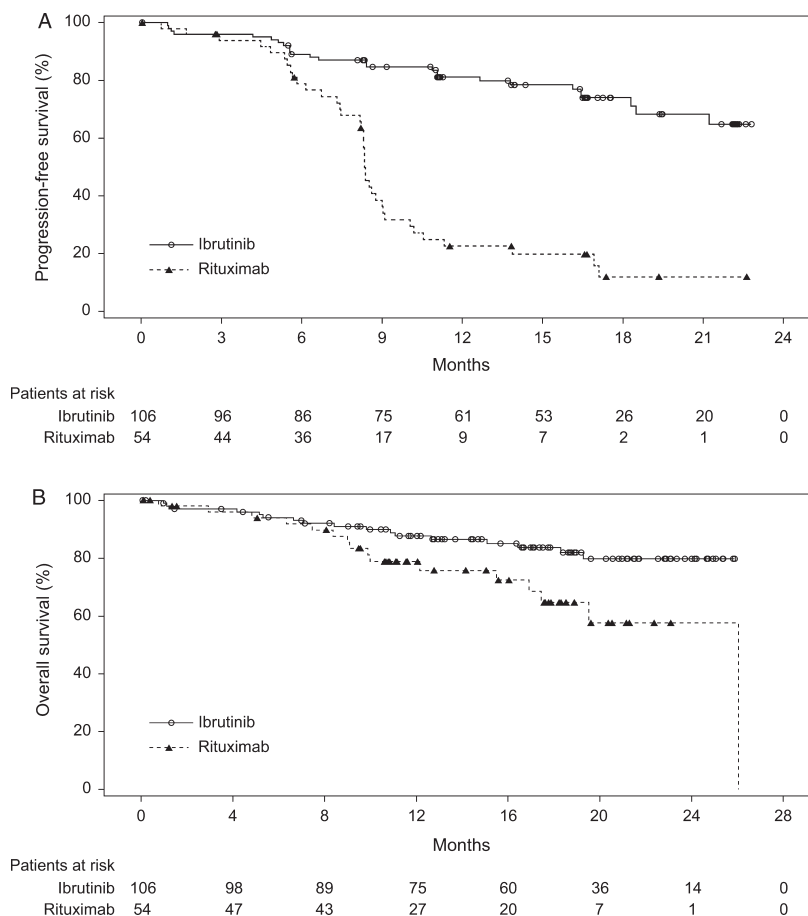 A
Progression-free survival (%)
100
80
60
40
20
0
Ibrutinib
Rituximab
0 3 6 9 12 15 18 21 24
Months
Patients at risk
Ibrutinib 106 96 86 75 61 53 26 20 0
Rituximab 54 44 36 17 9 7 2 1 0
B
Overall survival (%)
100
80
60
40
20
0
Ibrutinib
Rituximab
0 4 8 12 16 20 24 28
Months
Patients at risk
Ibrutinib 106 98 89 75 60 36 14 0
Rituximab 54 47 43 27 20 7 1 0